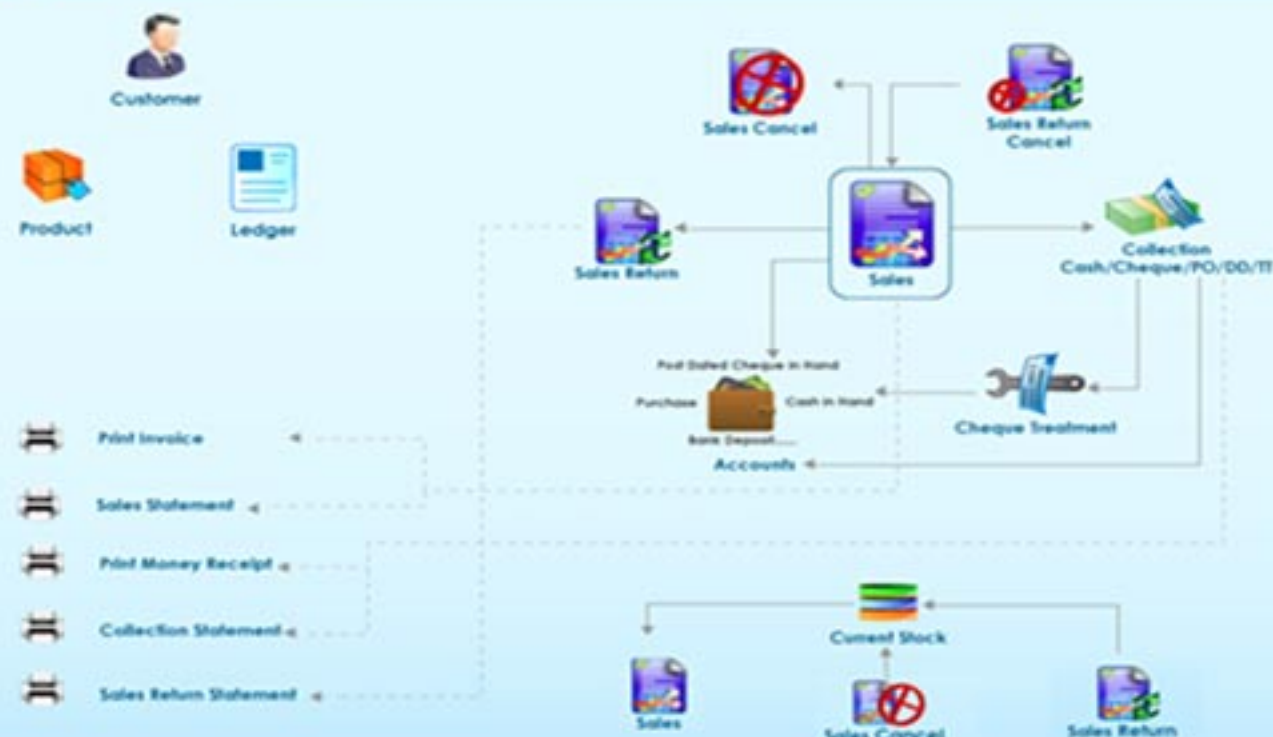 Customer
Product
Ledger
Sales Cancel
Sales Return
Cancel
Sales Return
Sales
Collection
Cash/Cheque/PO/DD/TT
Post Dated Cheque in Hand
Purchase
Cash in Hand
Bank Deposit......
Accounts
Cheque Treatment
Print Invoice
Sales Statement
Print Money Receipt
Collection Statement
Sales Return Statement
Current Stock
Sales
Sales Cancel
Sales Return